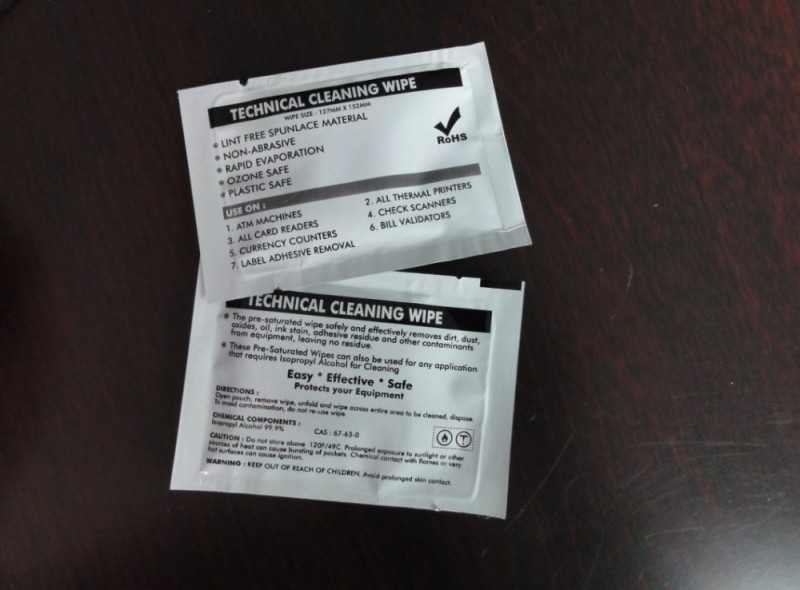 TECHNICAL CLEANING WIPE
WIPE SIZE : 127MM X 152MM
LINT FREE SPUNLACE MATERIAL
NON-ABRASIVE
RAPID EVAPORATION
OZONE SAFE
PLASTIC SAFE
RoHS
USE ON :
1. ATM MACHINES
2. ALL THERMAL PRINTERS
3. ALL CARD READERS
4. CHECK SCANNERS
5. CURRENCY COUNTERS
6. BILL VALIDATORS
7. LABEL ADHESIVE REMOVAL
TECHNICAL CLEANING WIPE
The pre-saturated wipe safely and effectively removes dirt, dust,
oxides, oil, ink stain, adhesive residue and other contaminants
from equipment, leaving no residue.
These Pre-Saturated Wipes can also be used for any application
that requires Isopropyl Alcohol for Cleaning
Easy * Effective * Safe
Protects your Equipment
DIRECTIONS :
Open pouch, remove wipe, unfold and wipe across entire area to be cleaned, dispose.
To avoid contamination, do not re-use wipe.
CHEMICAL COMPONENTS :
Isopropyl Alcohol 99.9% CAS : 67-63-0
CAUTION : Do not store above 120F/49C. Prolonged exposure to sunlight or other
sources of heat can cause bursting of packets. Chemical contact with flames or very
hot surfaces can cause ignition.
WARNING : KEEP OUT OF REACH OF CHILDREN. Avoid prolonged skin contact.